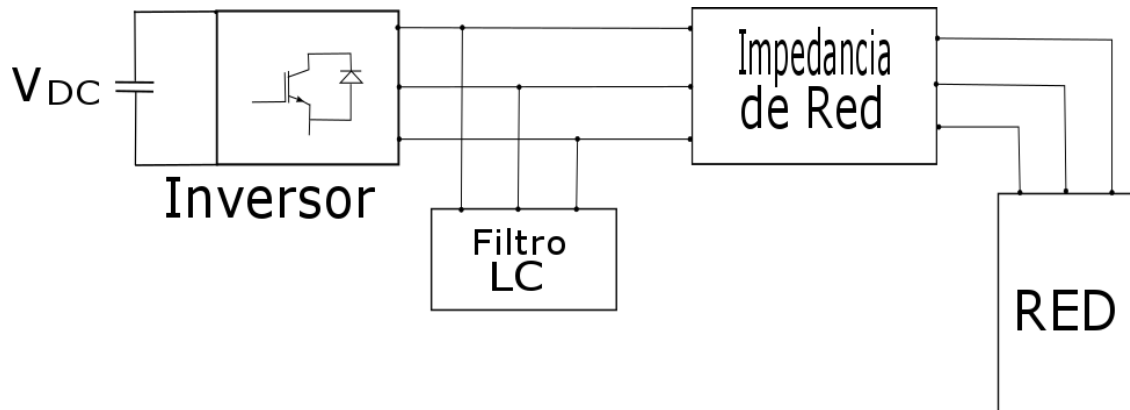 VDC
Inversor
Filtro
LC
Impedancia
de Red
RED